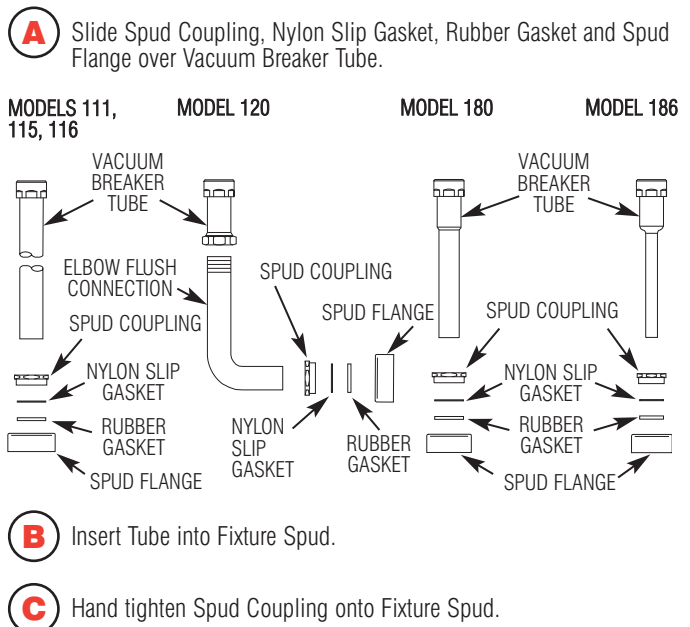 A
Slide Spud Coupling, Nylon Slip Gasket, Rubber Gasket and Spud
Flange over Vacuum Breaker Tube.
MODELS 111,
115, 116
MODEL 120
MODEL 180
MODEL 186
VACUUM
BREAKER
TUBE
VACUUM
BREAKER
TUBE
ELBOW FLUSH
CONNECTION
SPUD COUPLING
SPUD COUPLING
SPUD FLANGE
SPUD COUPLING
NYLON SLIP
GASKET
NYLON SLIP
GASKET
RUBBER
GASKET
NYLON
SLIP
GASKET
RUBBER
GASKET
RUBBER
GASKET
SPUD FLANGE
SPUD FLANGE
B
Insert Tube into Fixture Spud.
C
Hand tighten Spud Coupling onto Fixture Spud.